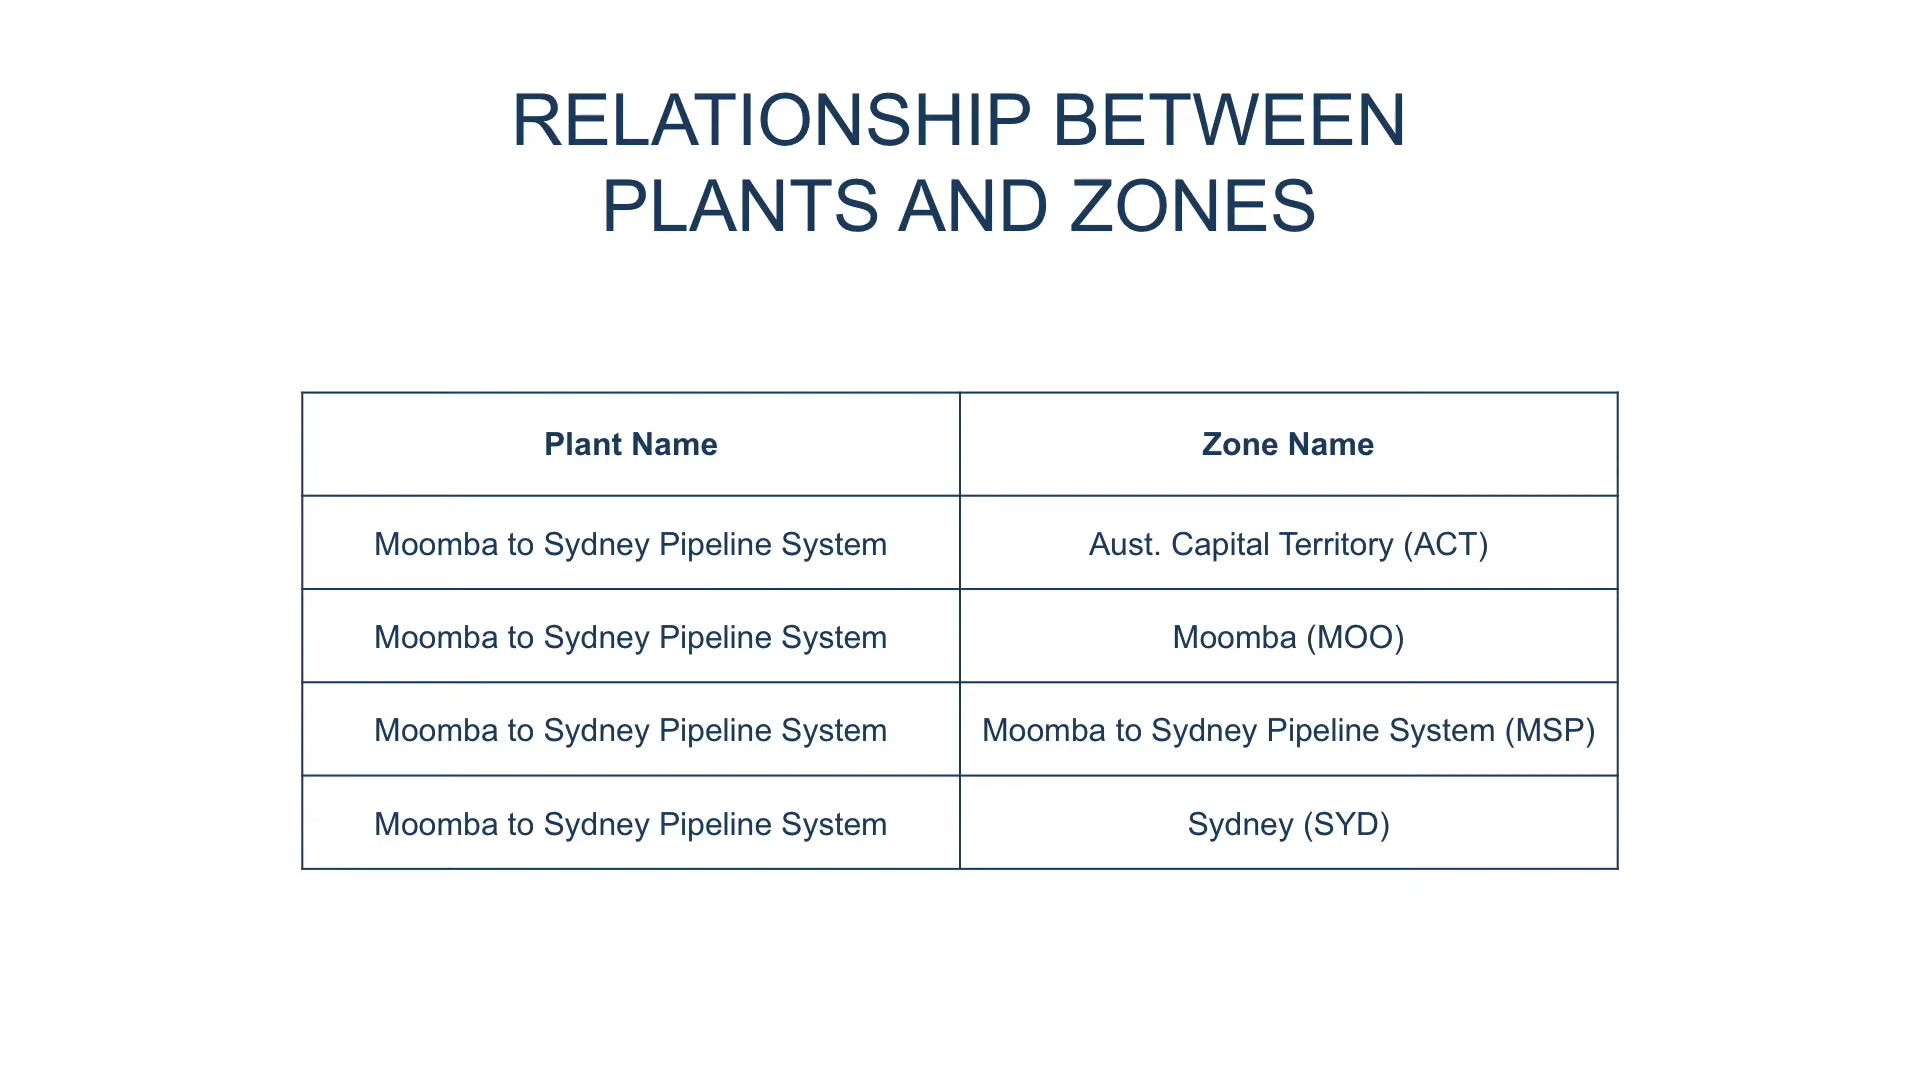 RELATIONSHIP BETWEEN
PLANTS AND ZONES
Plant Name Zone Name
Moomba to Sydney Pipeline System Aust. Capital Territory (ACT)
Moomba to Sydney Pipeline System Moomba (MOO)
Moomba to Sydney Pipeline System Moomba to Sydney Pipeline System (MSP)
Moomba to Sydney Pipeline System Sydney (SYD)